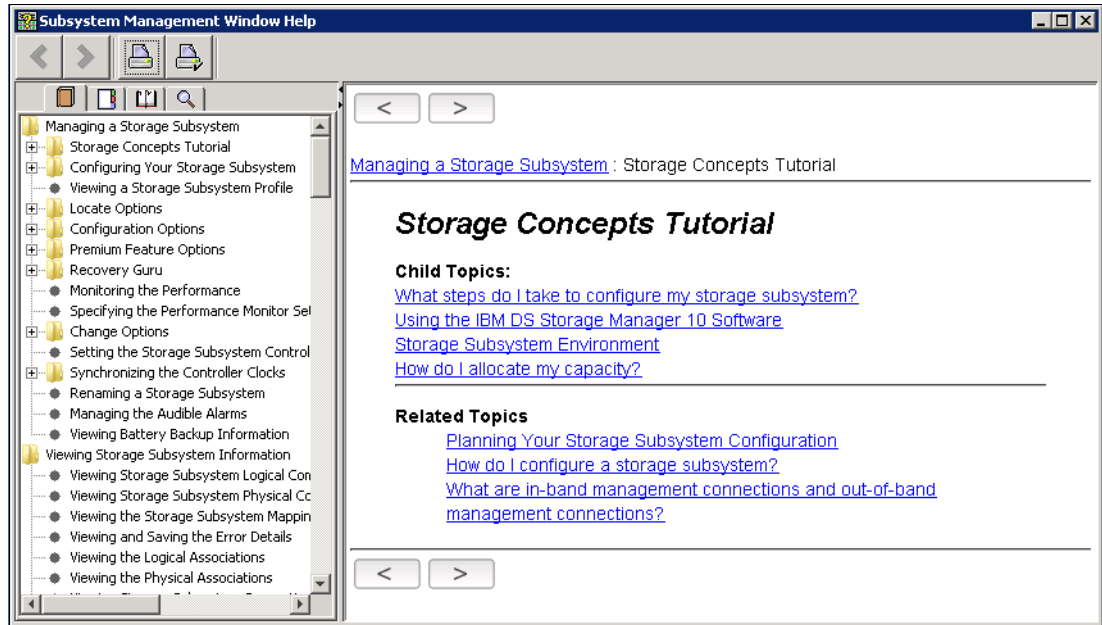 Subsystem Management Window Help
Managing a Storage Subsystem
Storage Concepts Tutorial
Configuring Your Storage Subsystem
Viewing a Storage Subsystem Profile
Locate Options
Configuration Options
Premium Feature Options
Recovery Guru
Monitoring the Performance
Specifying the Performance Monitor Sel
Change Options
Setting the Storage Subsystem Control
Synchronizing the Controller Clocks
Renaming a Storage Subsystem
Managing the Audible Alarms
Viewing Battery Backup Information
Viewing Storage Subsystem Information
Viewing Storage Subsystem Logical Con
Viewing Storage Subsystem Physical Cc
Viewing the Storage Subsystem Mappin
Viewing and Saving the Error Details
Viewing the Logical Associations
Viewing the Physical Associations
< >
Managing a Storage Subsystem : Storage Concepts Tutorial
Storage Concepts Tutorial
Child Topics:
What steps do I take to configure my storage subsystem?
Using the IBM DS Storage Manager 10 Software
Storage Subsystem Environment
How do I allocate my capacity?
Related Topics
Planning Your Storage Subsystem Configuration
How do I configure a storage subsystem?
What are in-band management connections and out-of-band
management connections?
< >